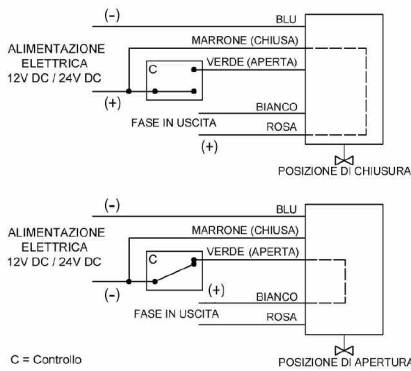 (-)
BLU
MARRONE (CHIUSA)
ALIMENTAZIONE
ELETTRICA
12V DC / 24V DC
C
VERDE (APERTA)
(+)
BIANCO
FASE IN USCITA
ROSA
(+)
POSIZIONE DI CHIUSURA
(-)
BLU
MARRONE (CHIUSA)
ALIMENTAZIONE
ELETTRICA
12V DC / 24V DC
C
VERDE (APERTA)
(-)
(+)
BIANCO
FASE IN USCITA
ROSA
C = Controllo
POSIZIONE DI APERTURA